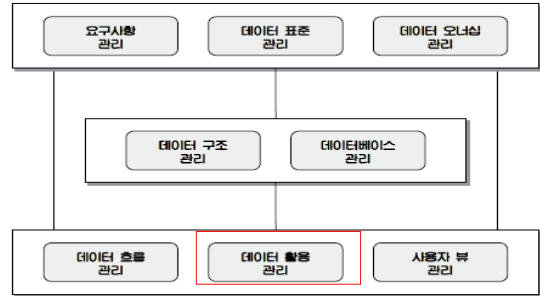 요구사항
관리
데이터 표준
관리
데이터 오너십
관리
데이터 구조
관리
데이터베이스
관리
데이터 흐름
관리
데이터 활용
관리
사용자 뷰
관리